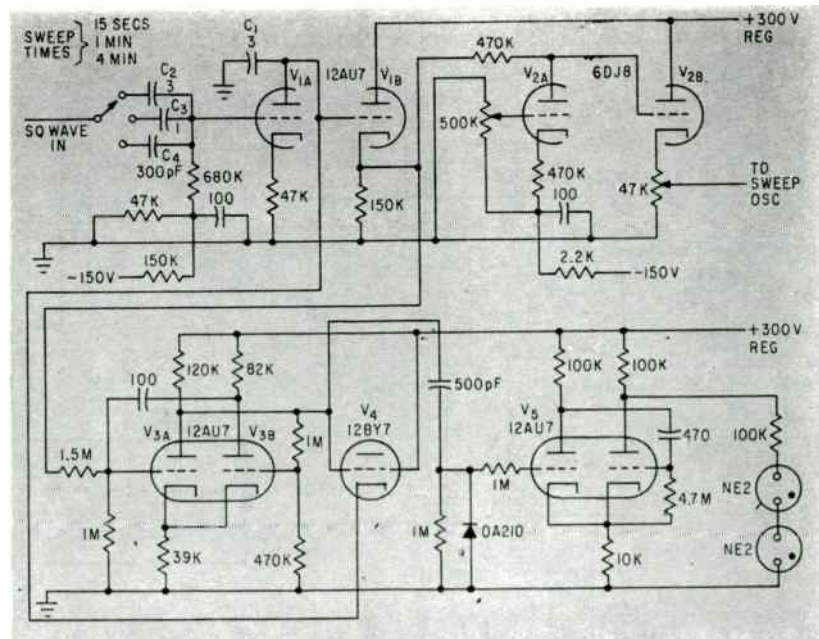 SWEEP TIMES
15 SECS
1 MIN
4 MIN
C2
3
C3
1
C4
300pF
SQ WAVE IN
C1
3
V1A
12AU7
V1B
470K
V2A
6DJ8
V2B
+300V
REG
500K
680K
47K
100
47K
150K
470K
100
47K
TO
SWEEP
OSC
-150V
150K
2.2K
-150V
+300V
REG
120K
82K
100
V3A
12AU7
V3B
1M
V4
12BY7
500pF
100K
100K
V5
12AU7
470
100K
1.5M
1M
4.7M
NE2
1M
39K
470K
1M
OA210
10K
NE2